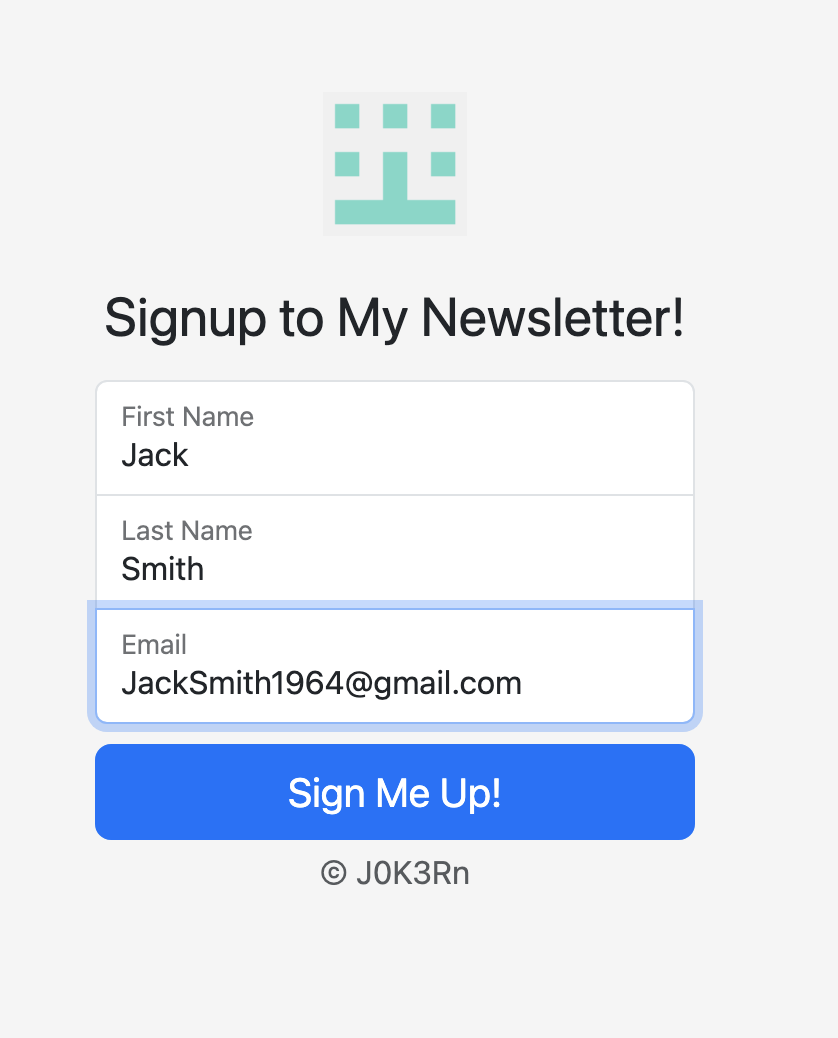 Signup to My Newsletter!
First Name
Jack
Last Name
Smith
Email
JackSmith1964@gmail.com
Sign Me Up!
© J0K3Rn